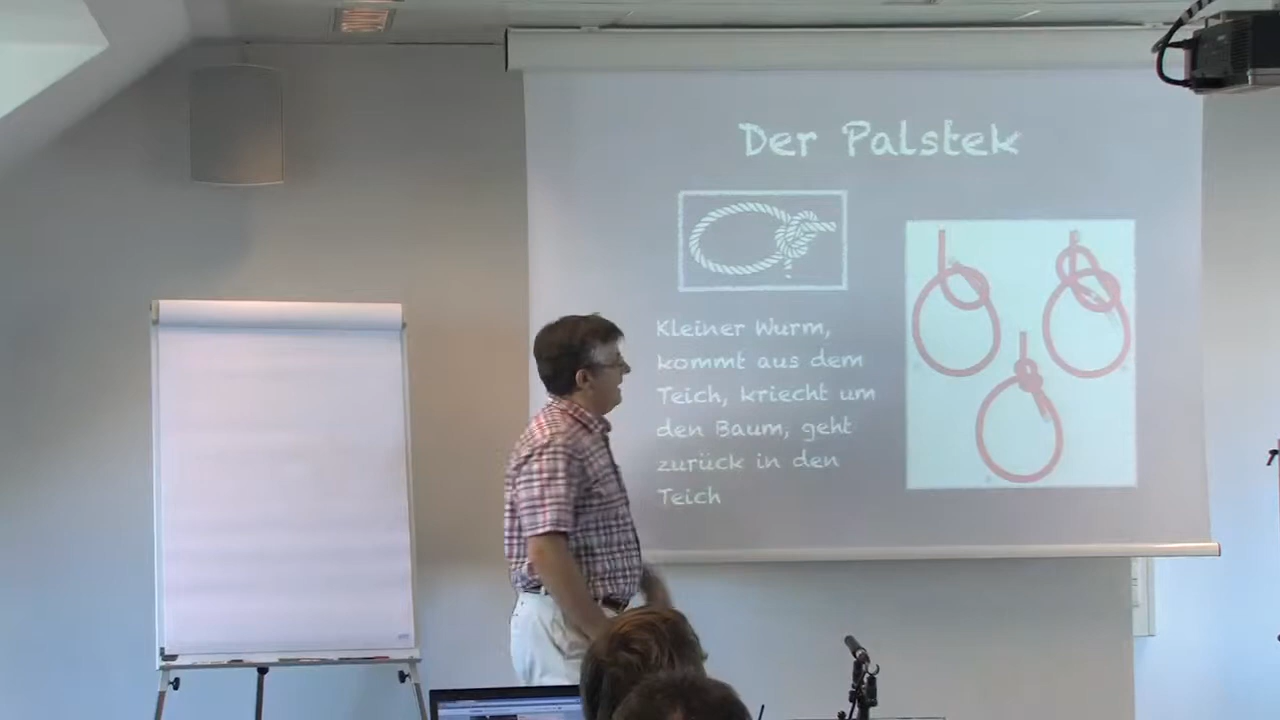 Der Palstek
Kleiner Wurm,
kommt aus dem
Teich, kriecht um
den Baum, geht
zurück in den
Teich